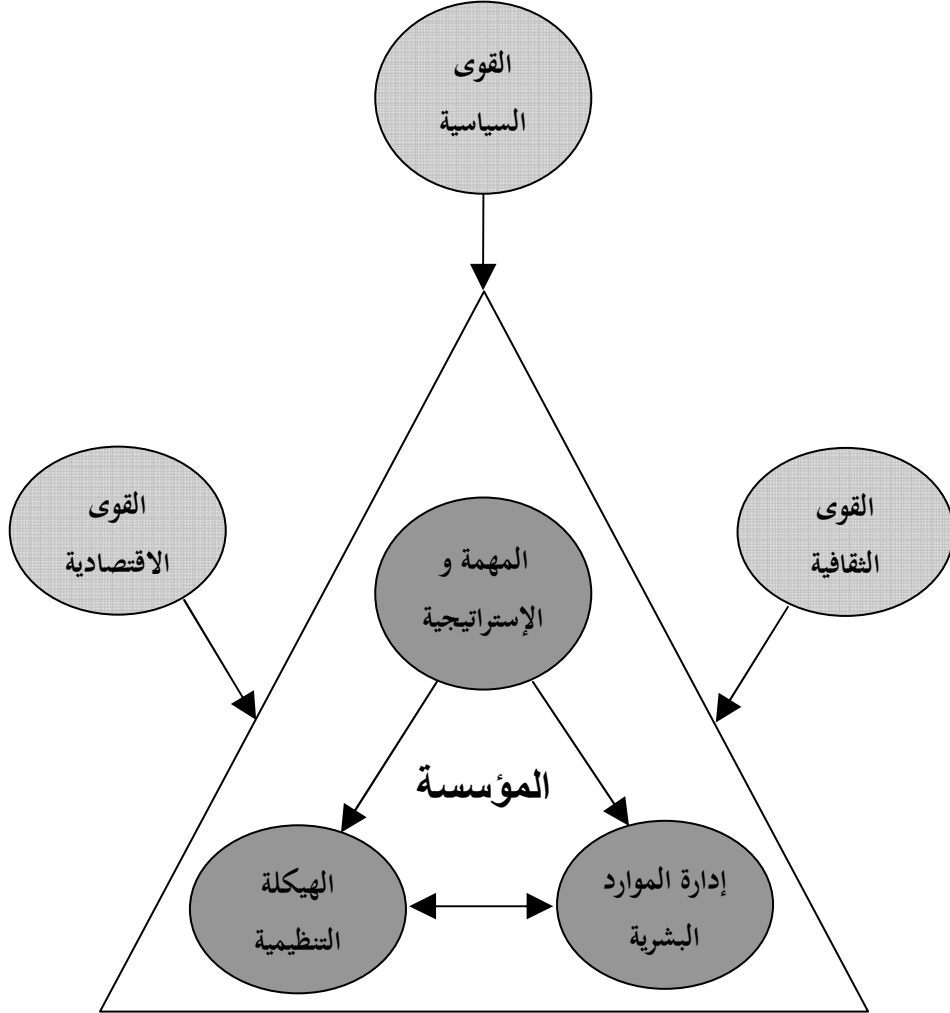 القوى
السياسية
القوى
الثقافية
القوى
الاقتصادية
المهمة و
الإستراتيجية
المؤسسة
إدارة الموارد
البشرية
الهيكلة
التنظيمية